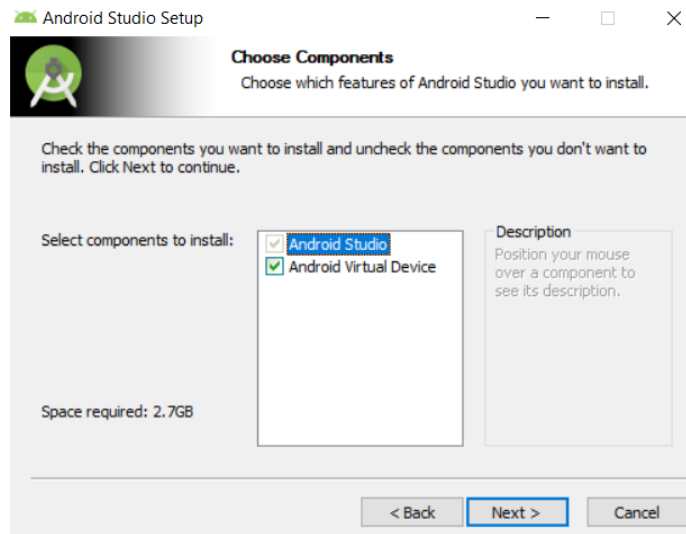 Android Studio Setup
Choose Components
Choose which features of Android Studio you want to install.
Check the components you want to install and uncheck the components you don't want to
install. Click Next to continue.
Select components to install:
Android Studio
Android Virtual Device
Description
Position your mouse
over a component to
see its description.
Space required: 2.7GB
< Back
Next >
Cancel